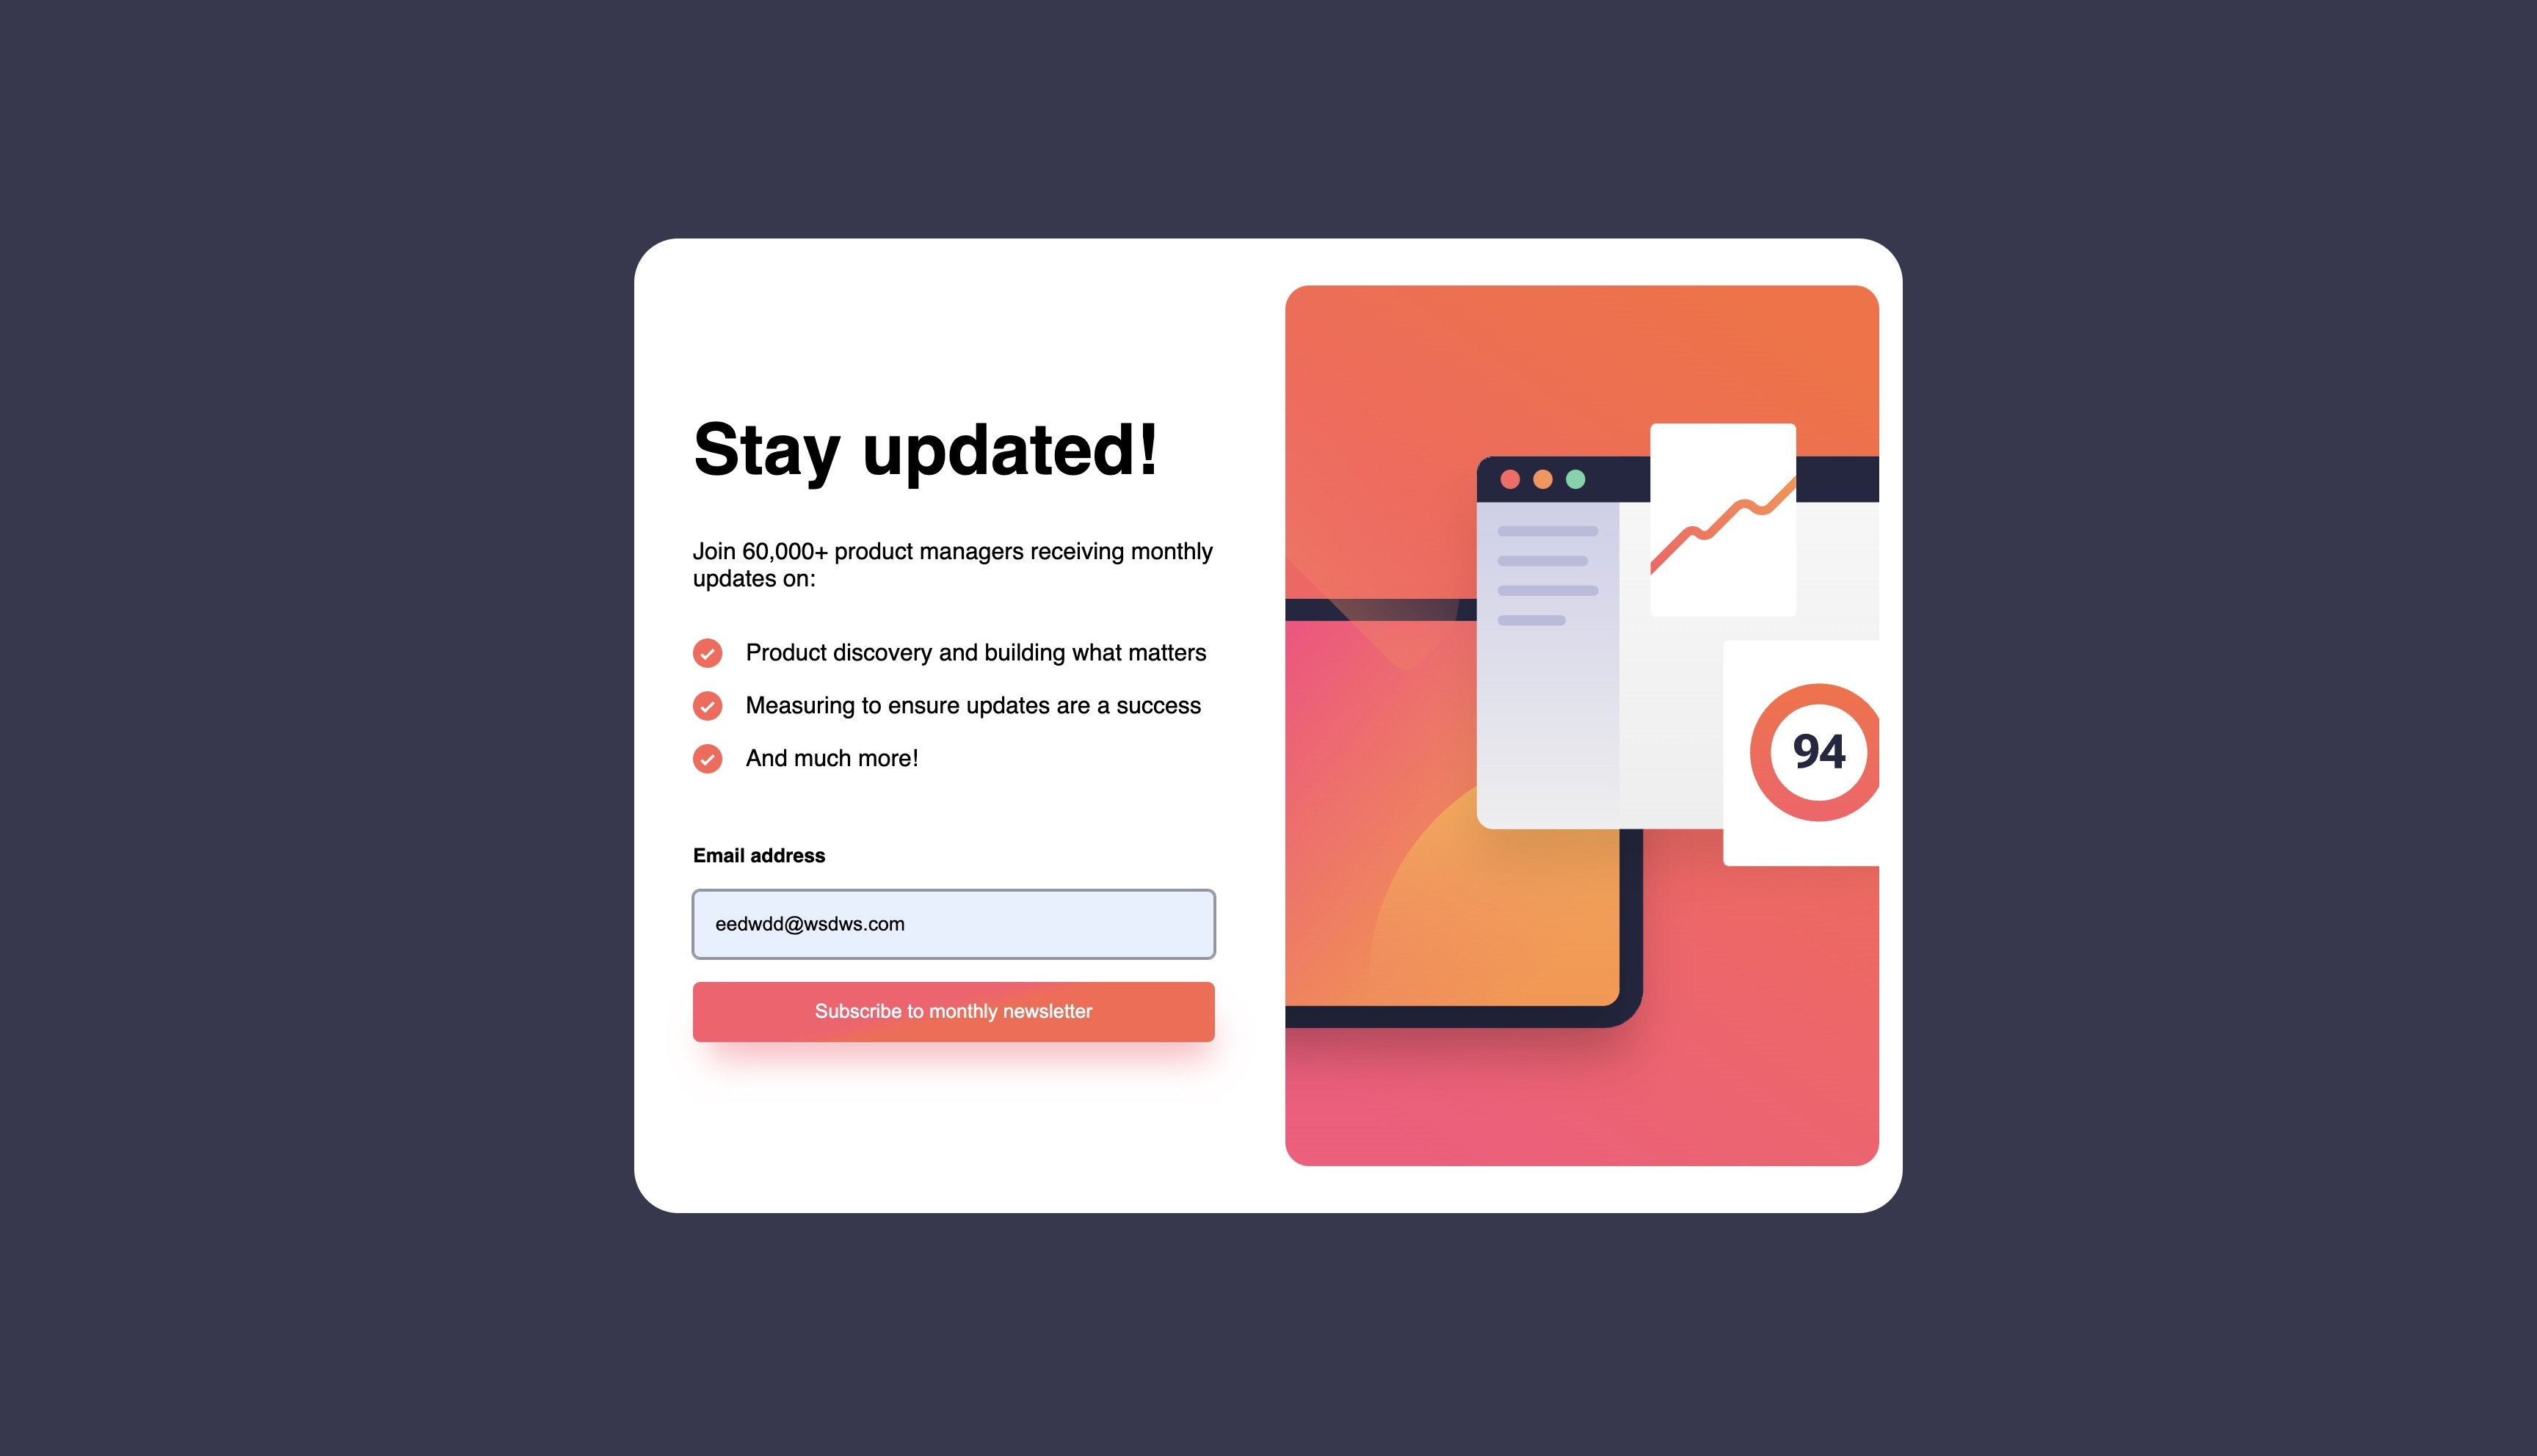 Stay updated!
Join 60,000+ product managers receiving monthly
updates on:
Product discovery and building what matters
Measuring to ensure updates are a success
And much more!
Email address
eedwdd@wsdws.com
Subscribe to monthly newsletter
94